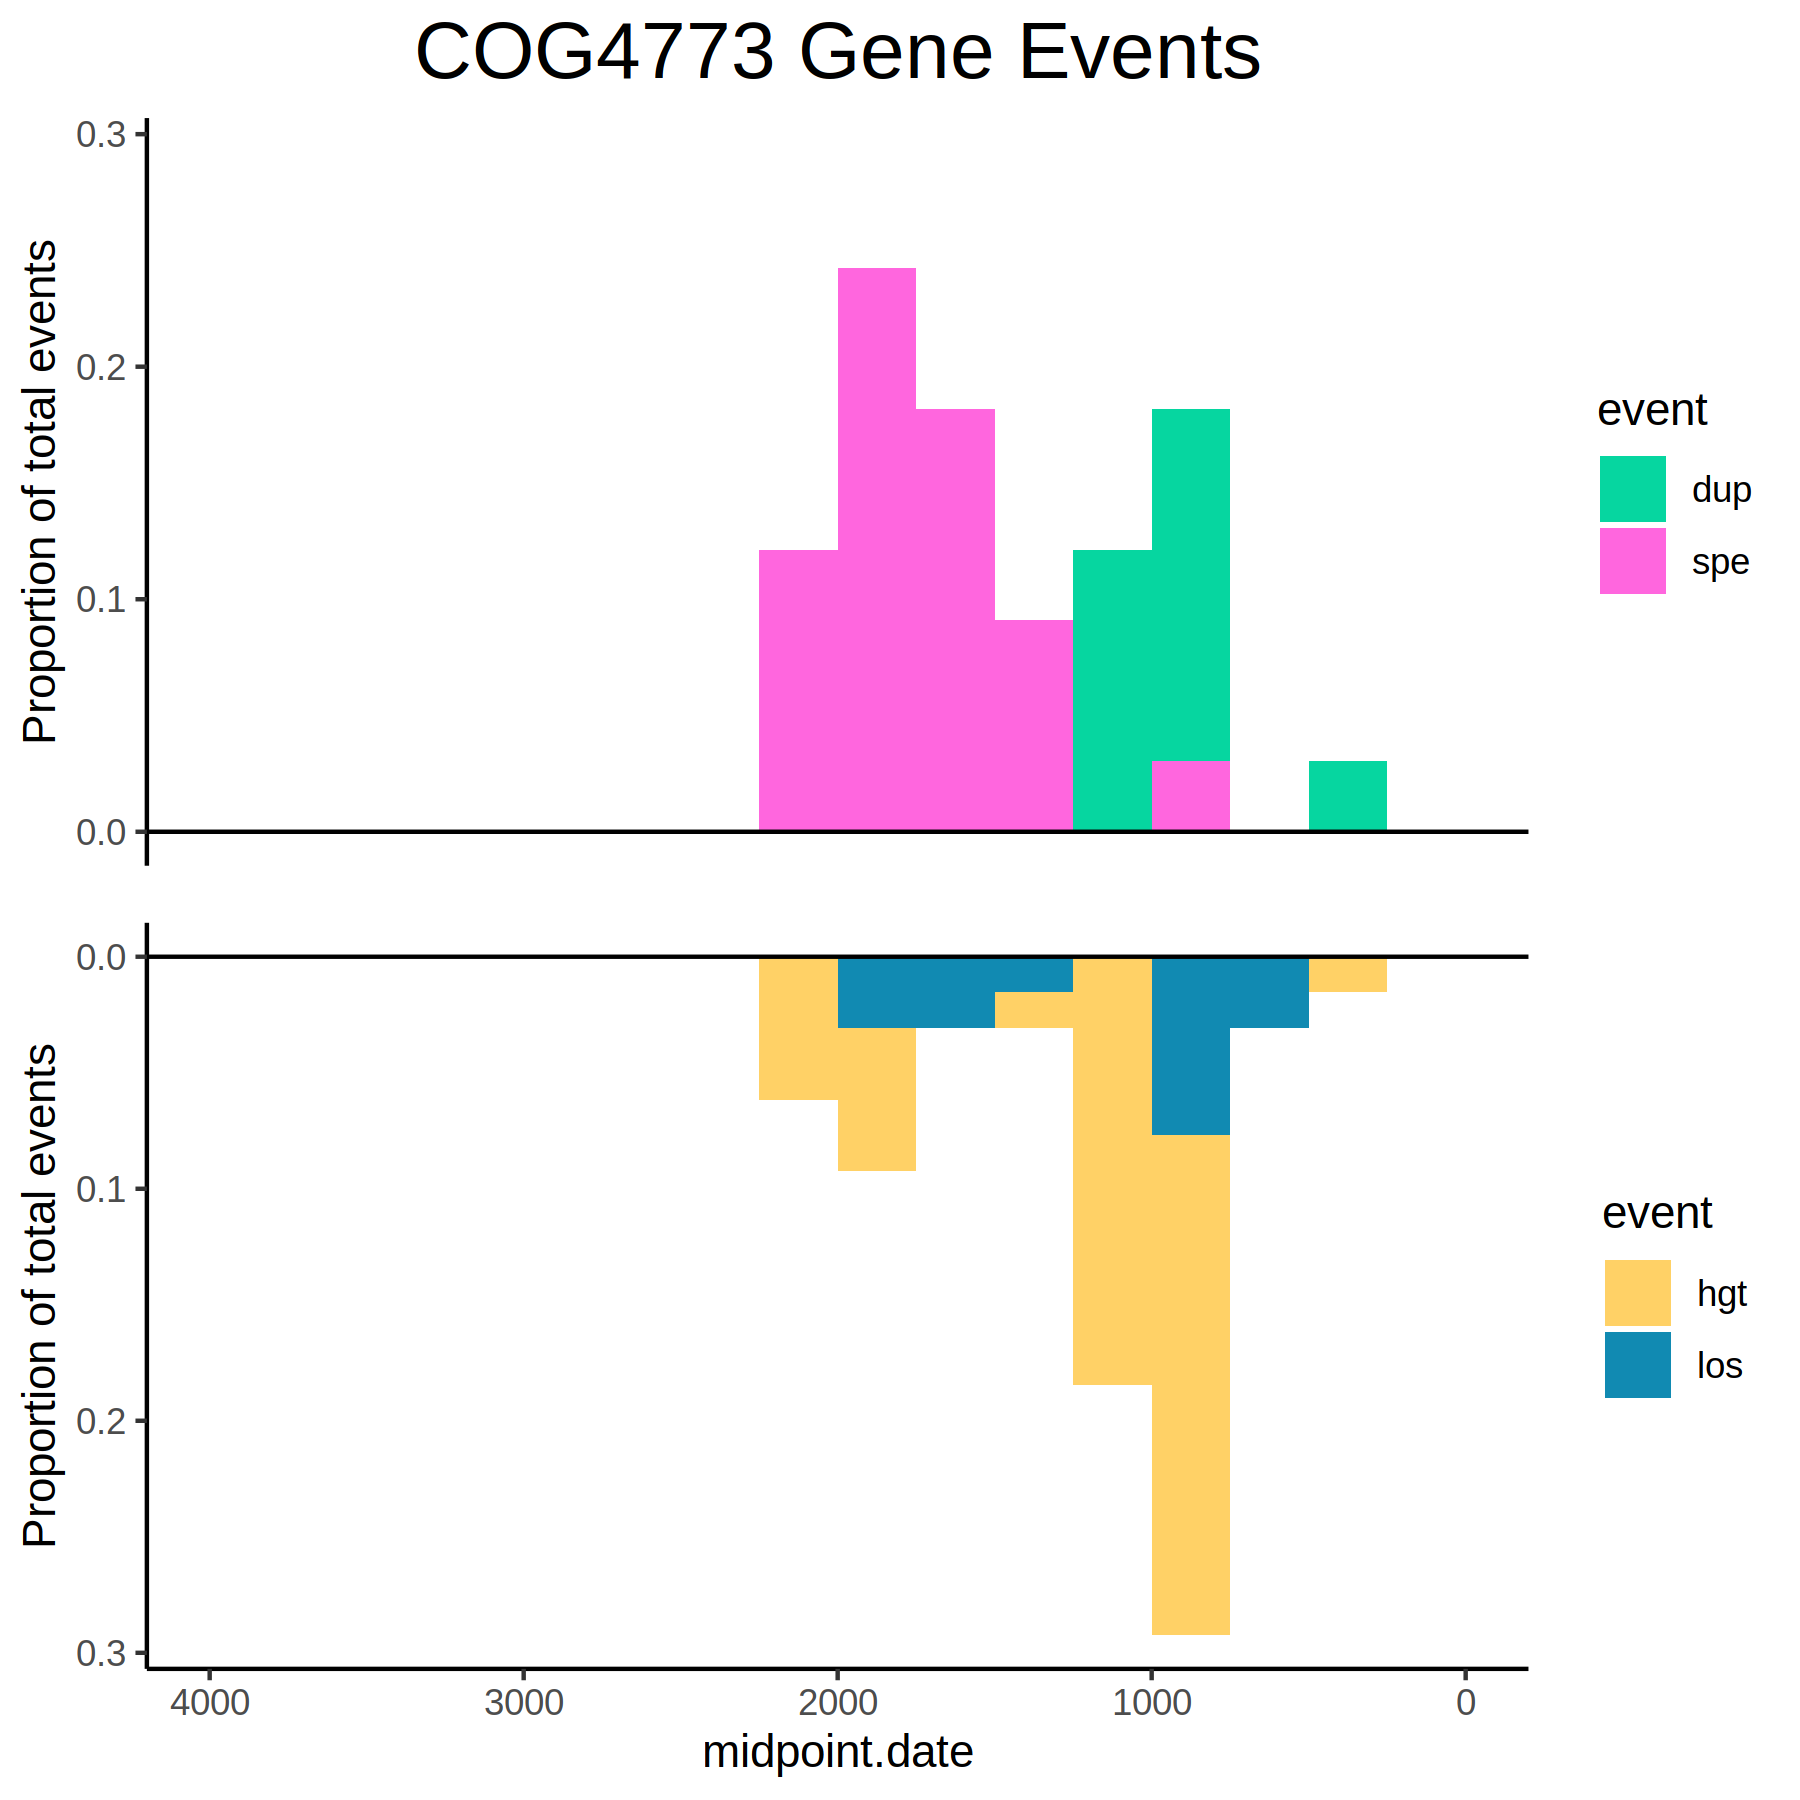 COG4773 Gene Events
Proportion of total events
0.3
0.2
0.1
0.0
event
dup
spe
Proportion of total events
0.0
0.1
0.2
0.3
event
hgt
los
4000 3000 2000 1000 0
midpoint.date